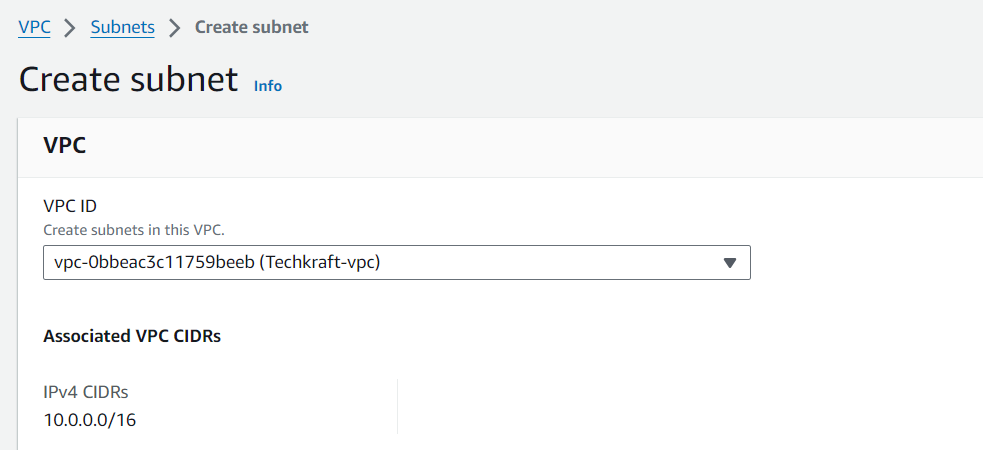 VPC > Subnets > Create subnet
Create subnet Info
VPC
VPC ID
Create subnets in this VPC.
vpc-0bbeac3c11759beeb (Techkraft-vpc)
Associated VPC CIDRs
IPv4 CIDRs
10.0.0.0/16